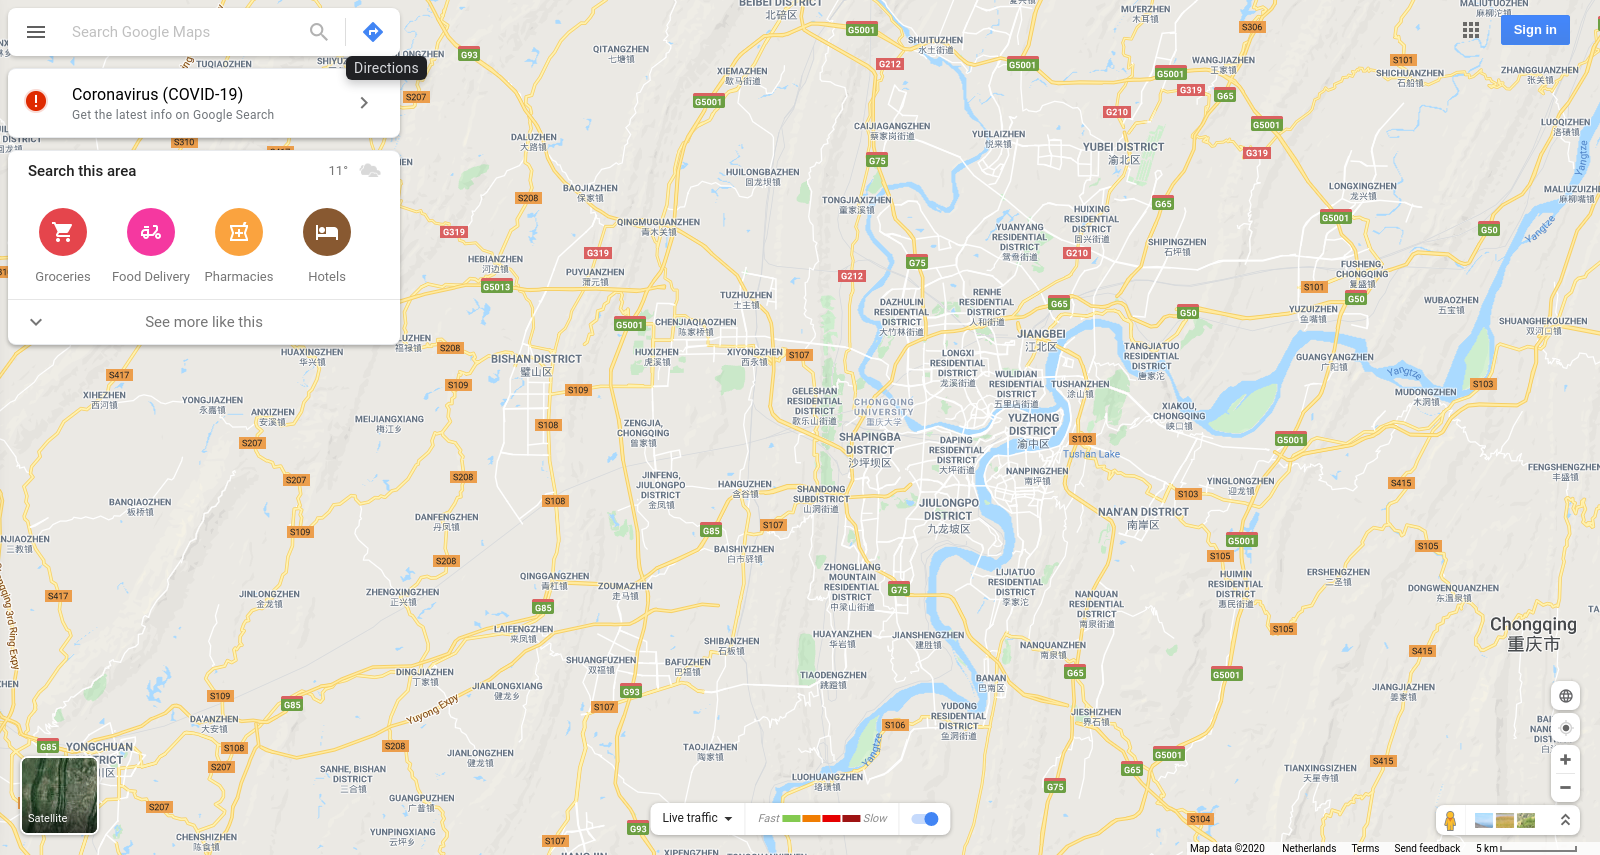 Search Google Maps
Directions
Coronavirus (COVID-19)
Get the latest info on Google Search
Search this area
11°
Groceries
Food Delivery
Pharmacies
Hotels
See more like this
Sign in
BEIBEI DISTRICT
北碚区
MU'ERZHEN
木耳镇
S306
MALIUTUOZHEN
麻柳沱镇
G5001
SHUITUZHEN
水土街道
QITANGZHEN
七塘镇
G93
TUQIAOZHEN
XIEMAZHEN
歇马街道
G212
G5001
G5001
WANGJIAZHEN
王家镇
S101
SHICHUANZHEN
石船镇
ZHANGGUANZHEN
张关镇
S207
G5001
G319
G65
G210
G5001
LUOQIZHEN
洛碛镇
CAIJIAGANGZHEN
蔡家岗街道
YUELAIZHEN
悦来镇
YUBEI DISTRICT
渝北区
G319
Yangtze
S310
DALUZHEN
大路镇
G75
HUILONGBAZHEN
回龙坝镇
BAOJIAZHEN
保家镇
S208
LONGXINGZHEN
龙兴镇
MALIUZUIZHEN
麻柳嘴镇
TONGJIAXIZHEN
童家溪镇
G65
HUIXING
RESIDENTIAL
DISTRICT
回兴街道
G5001
Yangtze
G50
G319
QINGMUGUANZHEN
青木关镇
G319
YUANYANG
RESIDENTIAL
DISTRICT
鸳鸯街道
G210
SHIPINGZHEN
石坪镇
HEBIANZHEN
河边镇
PUYUANZHEN
蒲元镇
G212
G75
FUSHENG,
CHONGQING
复盛镇
G5013
TUZHUZHEN
土主镇
RENHE
RESIDENTIAL
DISTRICT
人和街道
DAZHULIN
RESIDENTIAL
DISTRICT
大竹林街道
G65
S101
G50
G50
WUBAOZHEN
五宝镇
YUZUIZHEN
鱼嘴镇
SHUANGHEKOUZHEN
双河口镇
G5001
CHENJIAQIAOZHEN
陈家桥镇
JIANGBEI
江北区
HUAXINGZHEN
华兴镇
福禄镇
S208
BISHAN DISTRICT
璧山区
HUXIZHEN
虎溪镇
XIYONGZHEN
西永镇
S107
LONGXI
RESIDENTIAL
DISTRICT
龙溪街道
TANGJIATUO
RESIDENTIAL
DISTRICT
唐家沱
GUANGYANGZHEN
广阳镇
Yangtze
S103
S417
S109
S109
WULIDIAN
RESIDENTIAL
DISTRICT
五里店街道
TUSHANZHEN
涂山镇
MUDONGZHEN
木洞镇
XIHEZHEN
西河镇
YONGJIAZHEN
永嘉镇
ANXIZHEN
安溪镇
MEIJIANGXIANG
梅江乡
S108
ZENGJIA,
CHONGQING
曾家镇
GELESHAN
RESIDENTIAL
DISTRICT
歌乐山街道
CHONGQING
UNIVERSITY
重庆大学
YUZHONG
DISTRICT
渝中区
XIAKOU,
CHONGQING
峡口镇
S207
SHAPINGBA
DISTRICT
沙坪坝区
DAPING
RESIDENTIAL
DISTRICT
大坪街道
S103
G5001
Tushan Lake
FENGSHENGZHEN
丰盛镇
S207
S208
JINFENG,
JIULONGPO
DISTRICT
金凤镇
HANGUZHEN
含谷镇
SHANDONG
SUBDISTRICT
山洞街道
NANPINGZHEN
南坪镇
S103
YINGLONGZHEN
迎龙镇
S415
BANQIAOZHEN
板桥镇
S108
DANFENGZHEN
丹凤镇
S109
G85
S107
JIULONGPO
DISTRICT
九龙坡区
NAN'AN DISTRICT
南岸区
G5001
S105
S105
三教镇
BAISHIYIZHEN
白市驿镇
S208
QINGGANGZHEN
青杠镇
ZOUMAZHEN
走马镇
ZHONGLIANG
MOUNTAIN
RESIDENTIAL
DISTRICT
中梁山街道
G75
LIJIATUO
RESIDENTIAL
DISTRICT
李家沱
HUIMIN
RESIDENTIAL
DISTRICT
惠民街道
ERSHENGZHEN
二圣镇
DONGWENQUANZHEN
东温泉镇
S417
JINLONGZHEN
金龙镇
ZHENGXINGZHEN
正兴镇
G85
NANQUAN
RESIDENTIAL
DISTRICT
南泉街道
Chongqing
重庆市
LAIFENGZHEN
来凤镇
SHIBANZHEN
石板镇
HUAYANZHEN
华岩镇
JIANSHENGZHEN
建胜镇
NANQUANZHEN
南泉镇
S105
S415
SHUANGFUZHEN
双福镇
BAFUZHEN
巴福镇
DINGJIAZHEN
丁家镇
TIAODENGZHEN
跳蹬镇
BANAN
巴南区
G65
G5001
S109
G85
JIANLONGXIANG
健龙乡
G93
JIANGJIAZHEN
姜家镇
Yuyong Expy
S107
YUDONG
RESIDENTIAL
DISTRICT
鱼洞街道
JIESHIZHEN
界石镇
DA'ANZHEN
大安镇
S106
Yangtze
G85
YONGCHUAN
S108
S208
S207
JIANLONGZHEN
健龙镇
TAOJIAZHEN
陶家镇
G5001
G65
S415
SANHE, BISHAN
DISTRICT
三合镇
LUOHUANGZHEN
珞璜镇
G75
TIANXINGSIZHEN
天星寺镇
S207
GUANGPUZHEN
广普镇
YUNPINGXIANG
云坪乡
CHENSHIZHEN
陈食镇
S107
G93
S104
Satellite
Live traffic
Fast
Slow
Map data ©2020
Netherlands
Terms
Send feedback
5 km